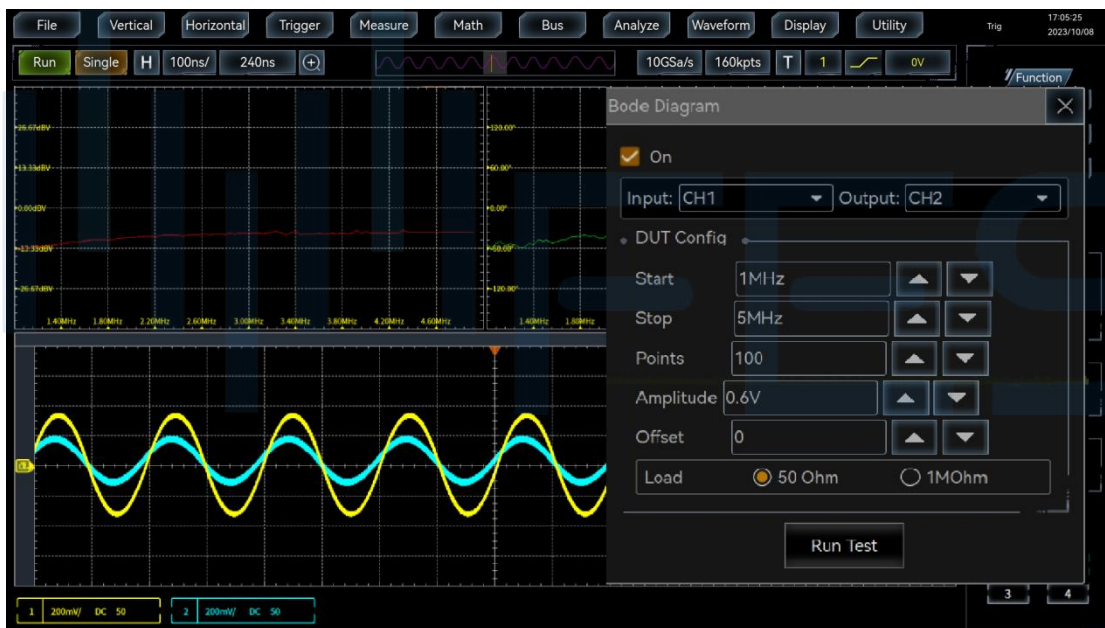 File Vertical Horizontal Trigger Measure Math Bus Analyze Waveform Display Utility Trig 17:05:25
2023/10/08
Run Single H 100ns/ 240ns 10GSa/s 160kpts T 1 0V
Function
Bode Diagram
On
Input: CH1 Output: CH2
DUT Config
Start 1MHz
Stop 5MHz
Points 100
Amplitude 0.6V
Offset 0
Load 50 Ohm 1MOhm
Run Test
26.67dBV 120.00°
13.33dBV 60.00°
0.00dBV 0.00°
-13.33dBV -60.00°
-26.67dBV -120.00°
1.40MHz 1.80MHz 2.20MHz 2.60MHz 3.00MHz 3.40MHz 3.80MHz 4.20MHz 4.60MHz 1.40MHz 1.80MHz
1 200mV/ DC 50 2 200mV/ DC 50
3 4